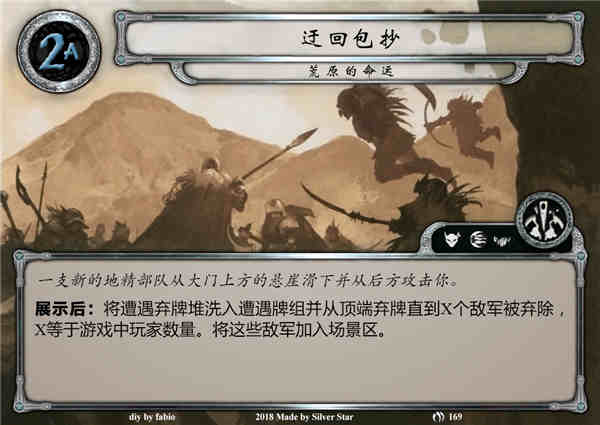 2A
迂回包抄
荒原的命运
一支新的地精部队从大门上方的悬崖滑下并从后方攻击你。
展示后：将遭遇弃牌堆洗入遭遇牌组并从顶端弃牌直到X个敌军被弃除，
X等于游戏中玩家数量。将这些敌军加入场景区。
diy by fabio 2018 Made by Silver Star 169